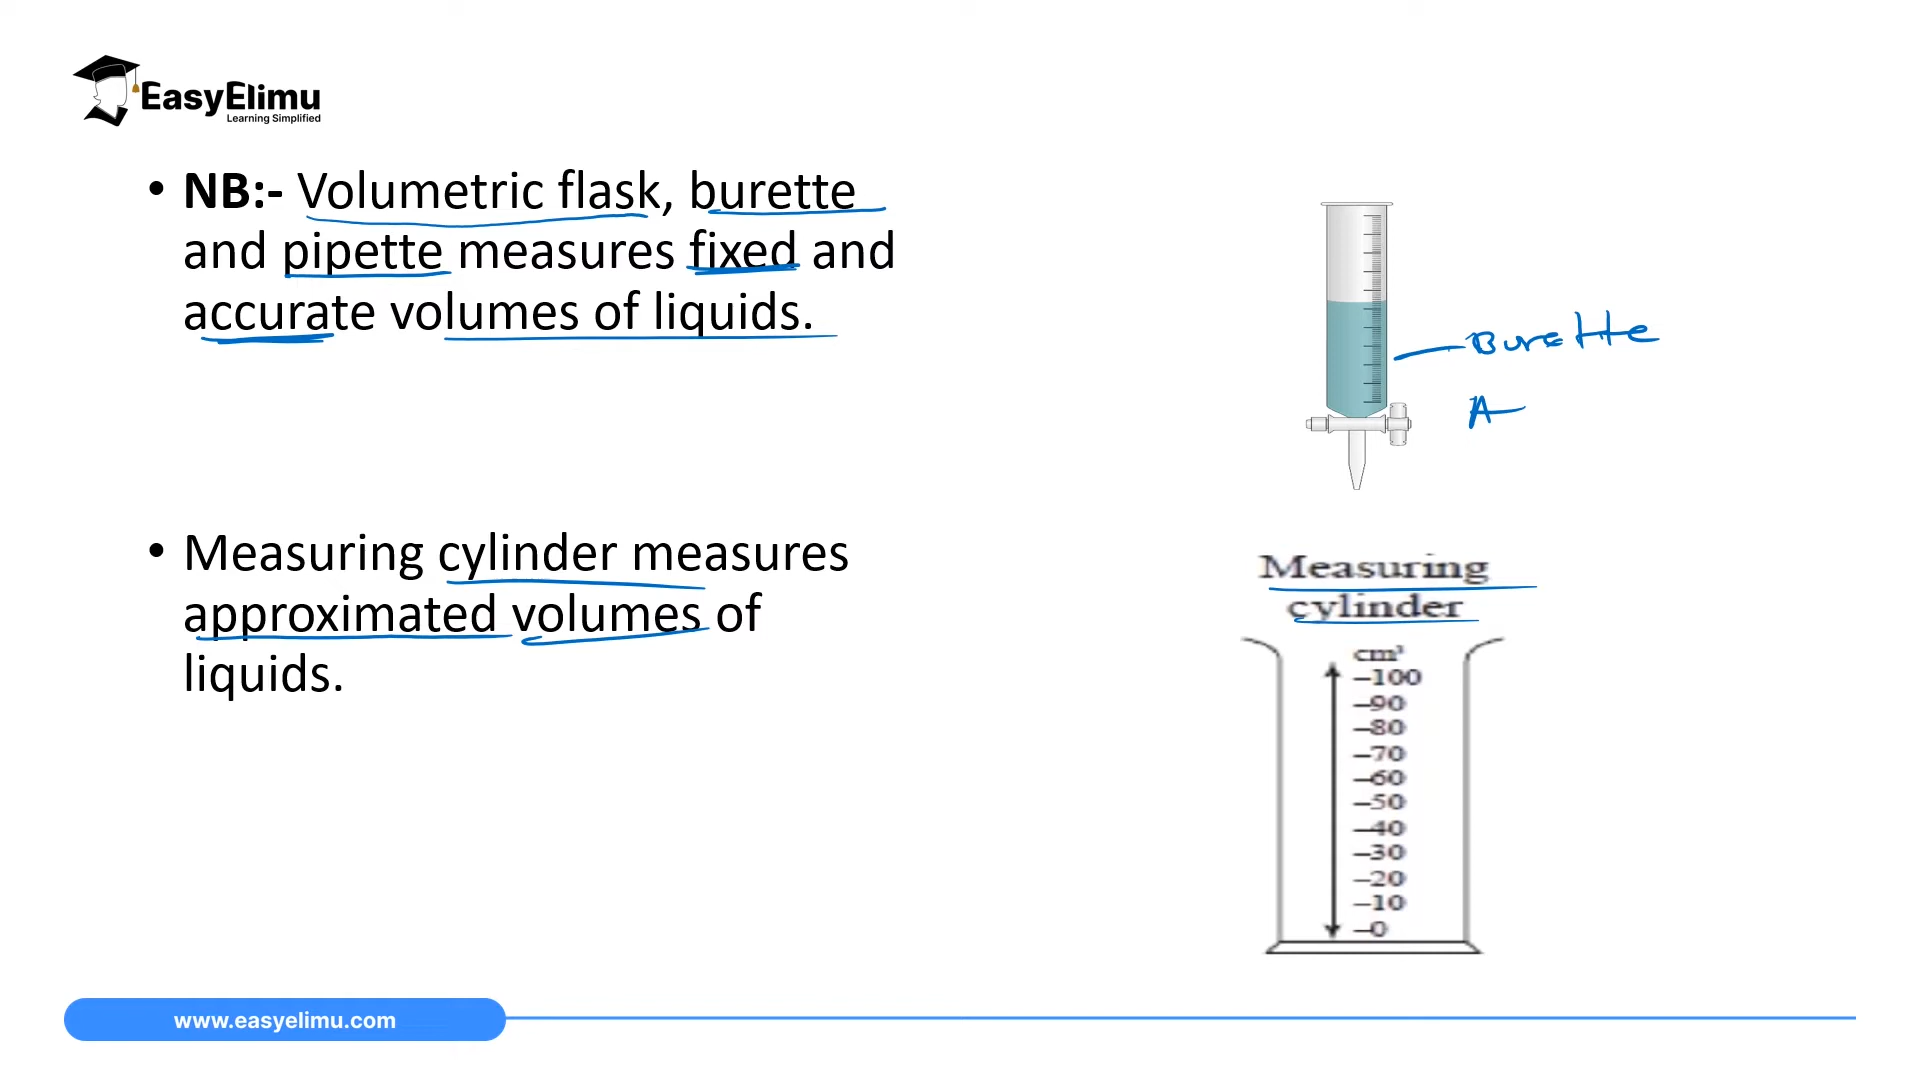 EasyElimu
Learning Simplified
• NB:- Volumetric flask, burette
and pipette measures fixed and
accurate volumes of liquids.
Burette
A
• Measuring cylinder measures
approximated volumes of
liquids.
Measuring
cylinder
cm³
–100
–90
–80
–70
–60
–50
–40
–30
–20
–10
–0
www.easyelimu.com